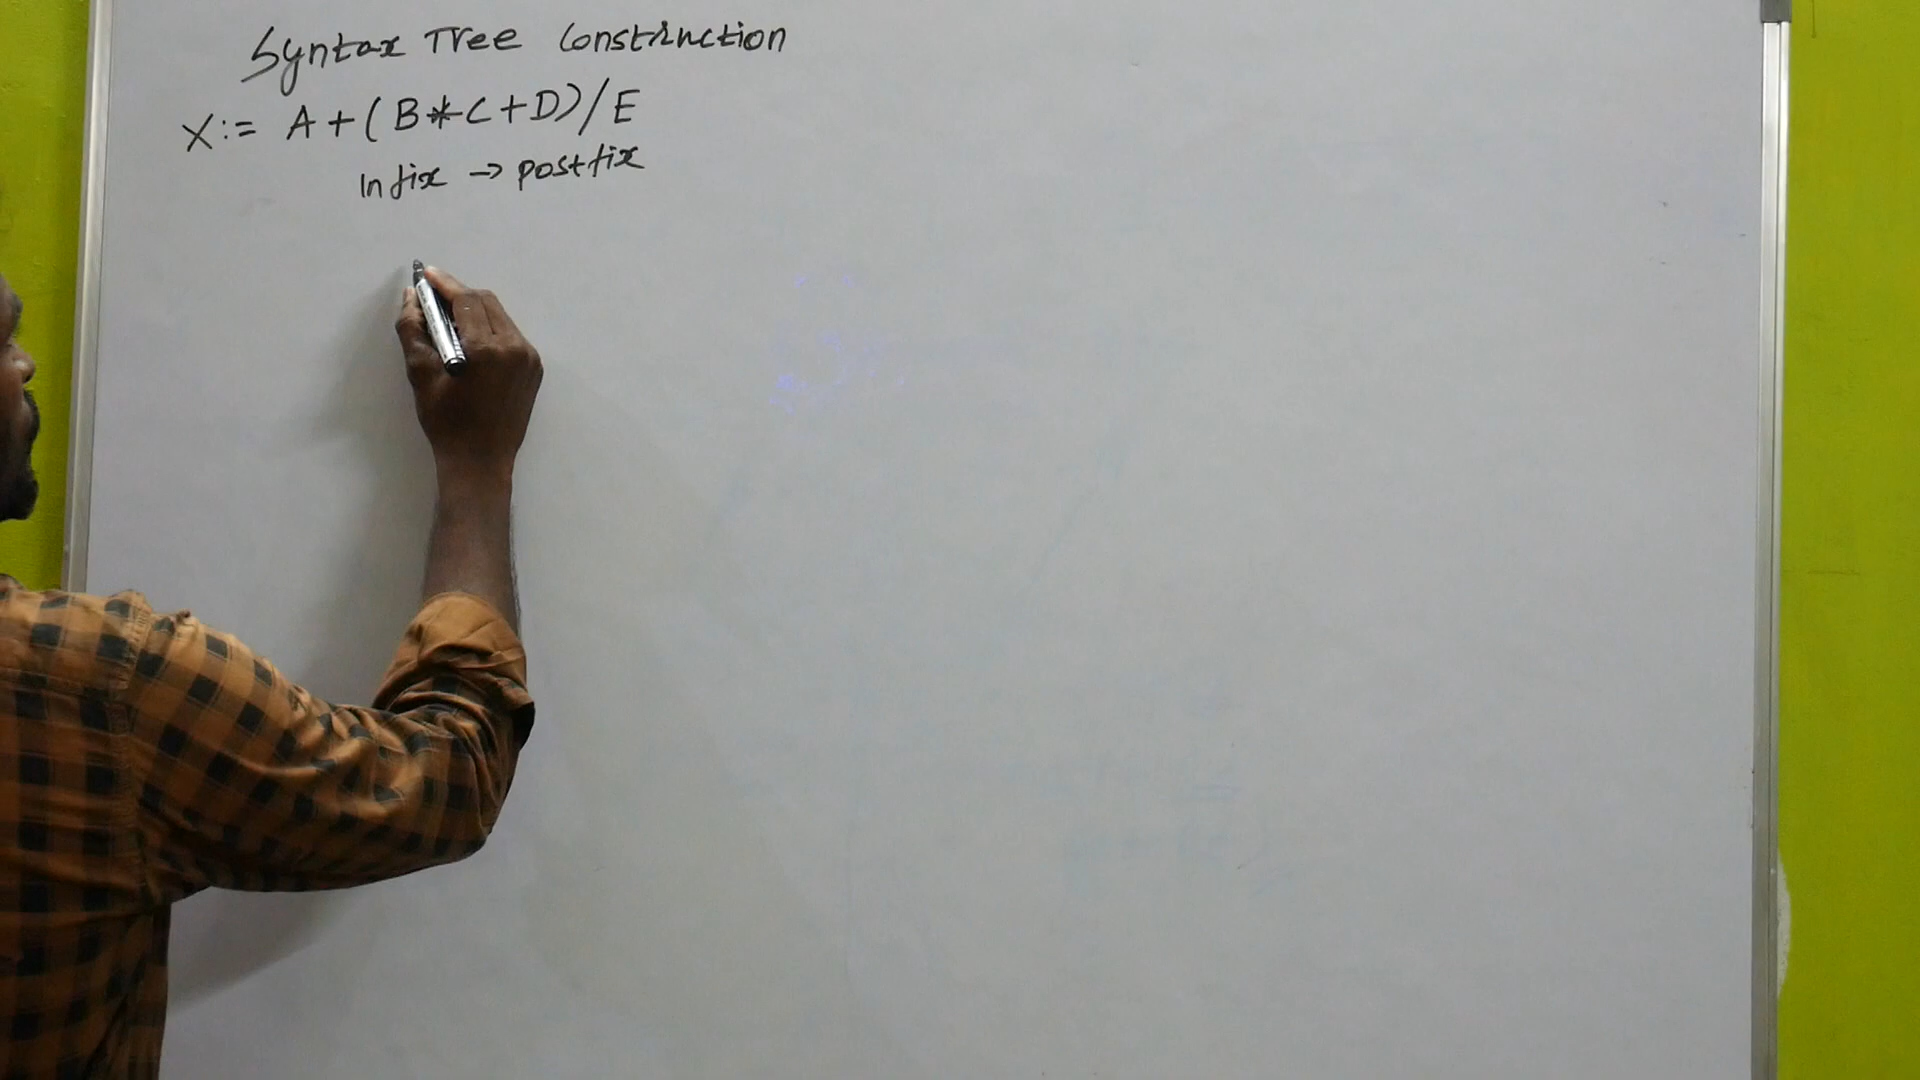 Syntax Tree Construction
X:= A+(B*C+D)/E
Infix → postfix